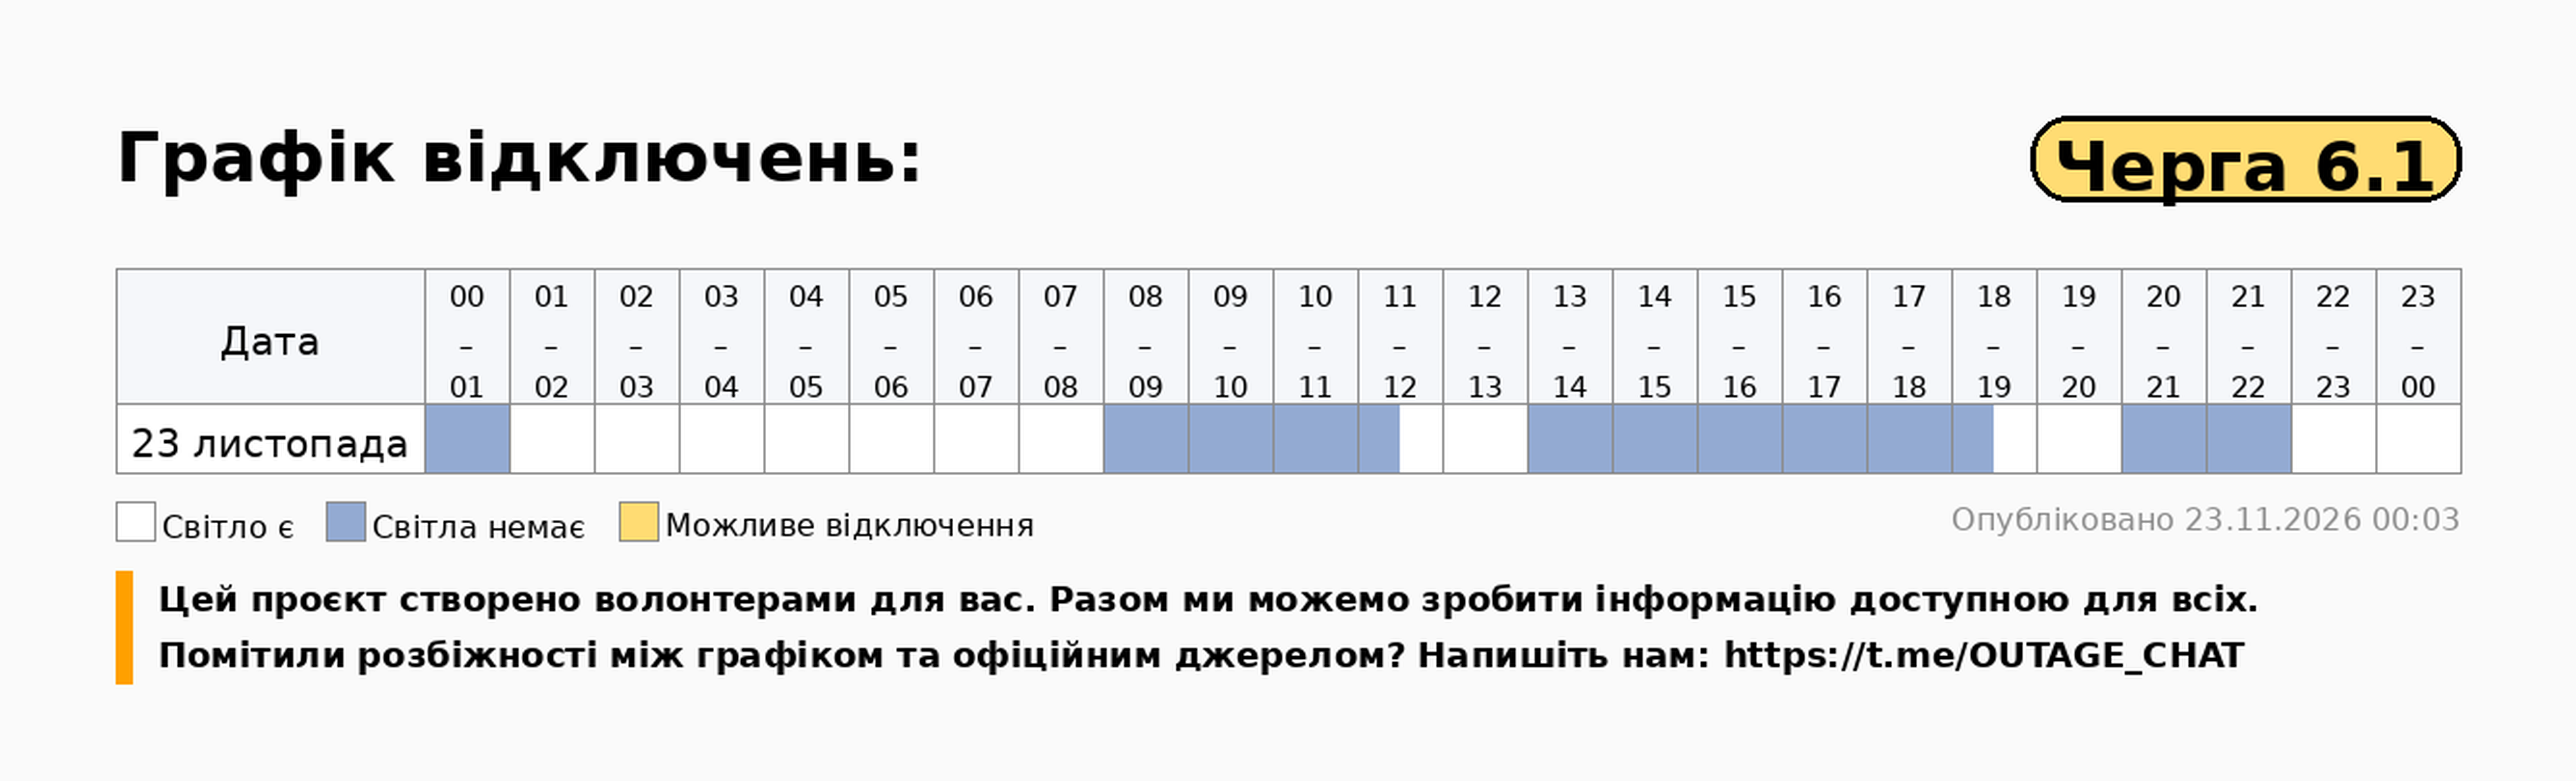 Графік відключень:
Черга 6.1
Дата
00 – 01
01 – 02
02 – 03
03 – 04
04 – 05
05 – 06
06 – 07
07 – 08
08 – 09
09 – 10
10 – 11
11 – 12
12 – 13
13 – 14
14 – 15
15 – 16
16 – 17
17 – 18
18 – 19
19 – 20
20 – 21
21 – 22
22 – 23
23 – 00
23 листопада
Світло є
Світла немає
Можливе відключення
Опубліковано 23.11.2026 00:03
Цей проєкт створено волонтерами для вас. Разом ми можемо зробити інформацію доступною для всіх.
Помітили розбіжності між графіком та офіційним джерелом? Напишіть нам: https://t.me/OUTAGE_CHAT